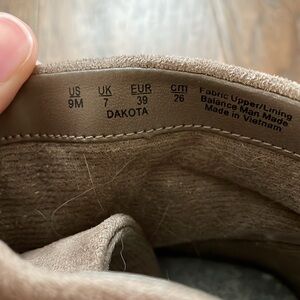 US UK EUR cm
9M 7 39 26
DAKOTA
Fabric Upper/Lining
Balance Man Made
Made in Vietnam